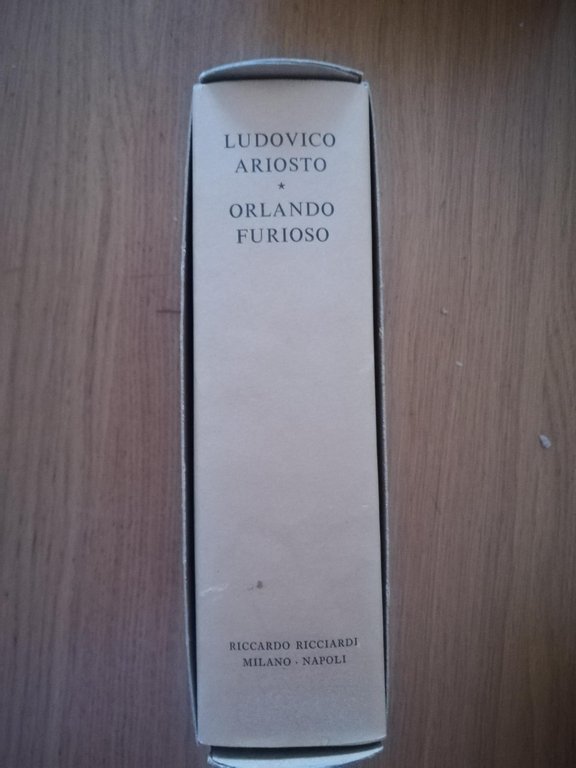 LUDOVICO
ARIOSTO
*
ORLANDO
FURIOSO
RICCARDO RICCIARDI
MILANO · NAPOLI